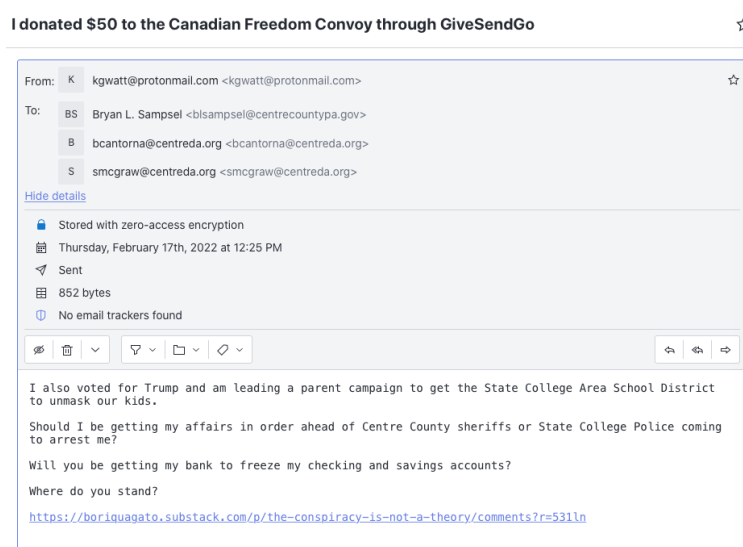 I donated $50 to the Canadian Freedom Convoy through GiveSendGo
From: K kgwatt@protonmail.com <kgwatt@protonmail.com>
To: BS Bryan L. Sampsel <blsampsel@centrecountypa.gov>
B bcantorna@centreda.org <bcantorna@centreda.org>
S smcgraw@centreda.org <smcgraw@centreda.org>
Hide details
Stored with zero-access encryption
Thursday, February 17th, 2022 at 12:25 PM
Sent
852 bytes
No email trackers found
I also voted for Trump and am leading a parent campaign to get the State College Area School District
to unmask our kids.
Should I be getting my affairs in order ahead of Centre County sheriffs or State College Police coming
to arrest me?
Will you be getting my bank to freeze my checking and savings accounts?
Where do you stand?
https://boriquagato.substack.com/p/the-conspiracy-is-not-a-theory/comments?r=531ln